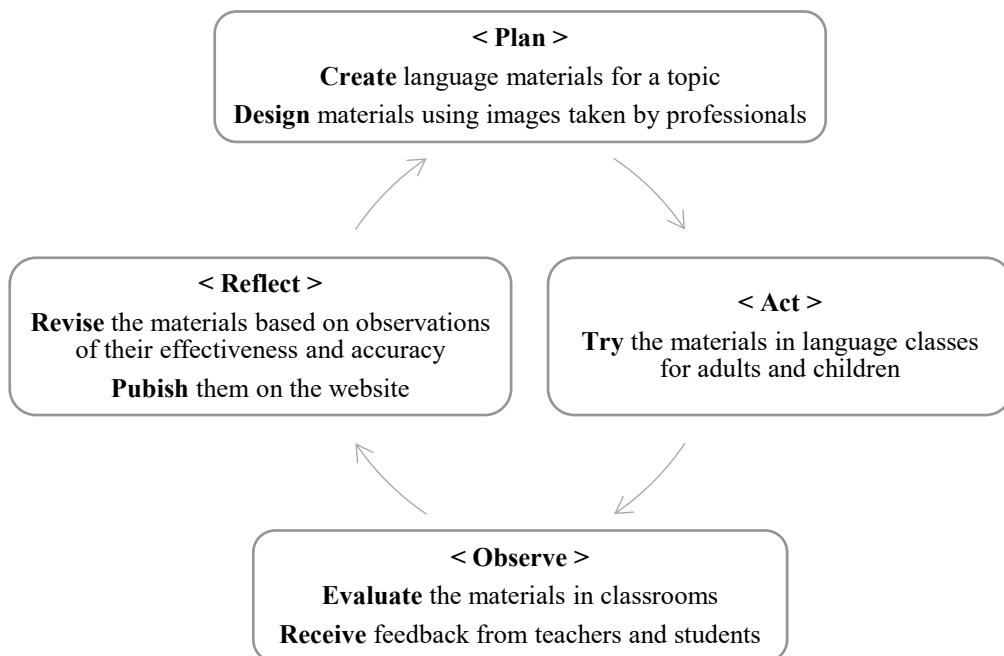 < Plan >
Create language materials for a topic
Design materials using images taken by professionals
< Reflect >
Revise the materials based on observations
of their effectiveness and accuracy
Pubish them on the website
< Act >
Try the materials in language classes
for adults and children
< Observe >
Evaluate the materials in classrooms
Receive feedback from teachers and students